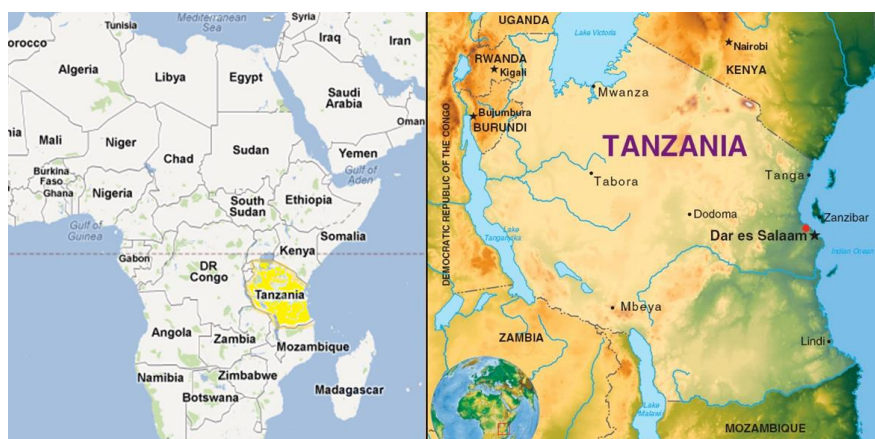 Mediterranean
Sea
Tunisia
Syria
Iraq
Iran
orocco
Algeria
Libya
Egypt
Saudi
Arabia
Oman
nia
Mali
Niger
Chad
Sudan
Yemen
Gulf of
Aden
Burkina
Faso
Ghana
Nigeria
South
Sudan
Ethiopia
Gulf of
Guinea
Somalia
Kenya
Gabon
DR
Congo
Tanzania
Angola
Zambia
Mozambique
Namibia
Zimbabwe
Botswana
Madagascar
UGANDA
Lake Victoria
RWANDA
Kigali
Nairobi
KENYA
Mwanza
Bujumbura
BURUNDI
DEMOCRATIC REPUBLIC OF THE CONGO
TANZANIA
Tabora
Tanga
Dodoma
Zanzibar
Lake
Tanganyika
Dar es Salaam
Indian Ocean
Mbeya
ZAMBIA
Lindi
Lake
Malawi
MOZAMBIQUE